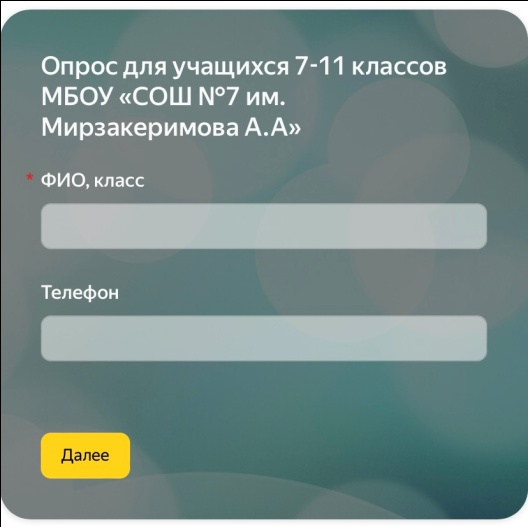 Опрос для учащихся 7-11 классов
МБОУ «СОШ №7 им.
Мирзакеримова А.А»
* ФИО, класс
Телефон
Далее